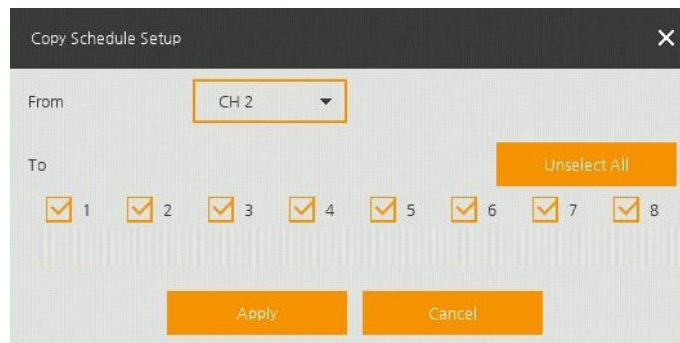 Copy Schedule Setup
From CH 2
To Unselect All
1 2 3 4 5 6 7 8
Apply Cancel